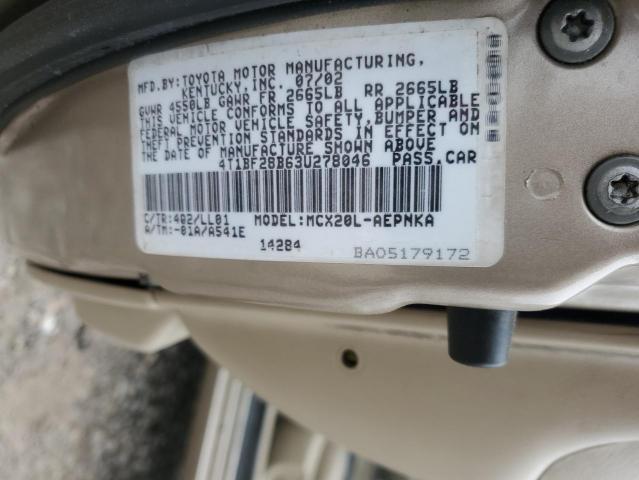 MFD.BY:TOYOTA MOTOR MANUFACTURING,
KENTUCKY,INC. 07/02
GVWR 4550LB GAWR FR 2665LB RR 2665LB
THIS VEHICLE CONFORMS TO ALL APPLICABLE
FEDERAL MOTOR VEHICLE SAFETY,BUMPER AND
THEFT PREVENTION STANDARDS IN EFFECT ON
THE DATE OF MANUFACTURE SHOWN ABOVE
4T1BF28B63U278046 PASS.CAR
C/TR:4Q2/LL01 MODEL:MCX20L-AEPNKA
A/TM:-01A/A541E
14284
BA05179172